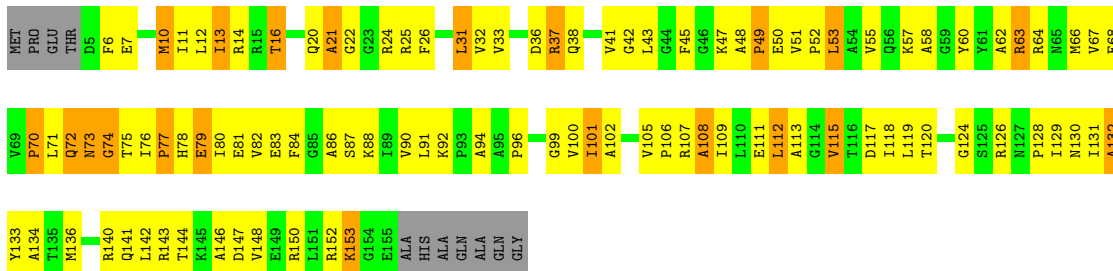 MET PRO GLU THR D5 F6 E7 M10 I11 L12 I13 R14 R15 T16 Q20 A21 G22 G23 R24 R25 F26 L31 V32 V33 D36 R37 Q38 V41 G42 L43 G44 F45 G46 K47 A48 P49 E50 V51 P52 L53 A54 V55 Q56 K57 A58 G59 Y60 Y61 A62 R63 R64 N65 M66 V67 E68
V69 P70 L71 Q72 N73 G74 T75 I76 P77 H78 E79 I80 E81 V82 E83 F84 G85 A86 S87 K88 I89 V90 L91 K92 P93 A94 A95 P96 G99 V100 I101 A102 V105 P106 R107 A108 I109 L110 E111 L112 A113 G114 V115 T116 D117 I118 L119 T120 G124 S125 R126 N127 P128 I129 N130 I131 A132
Y133 A134 T135 M136 R140 Q141 L142 R143 T144 K145 A146 D147 V148 E149 R150 L151 R152 K153 G154 E155 ALA HIS ALA GLN ALA GLN GLY